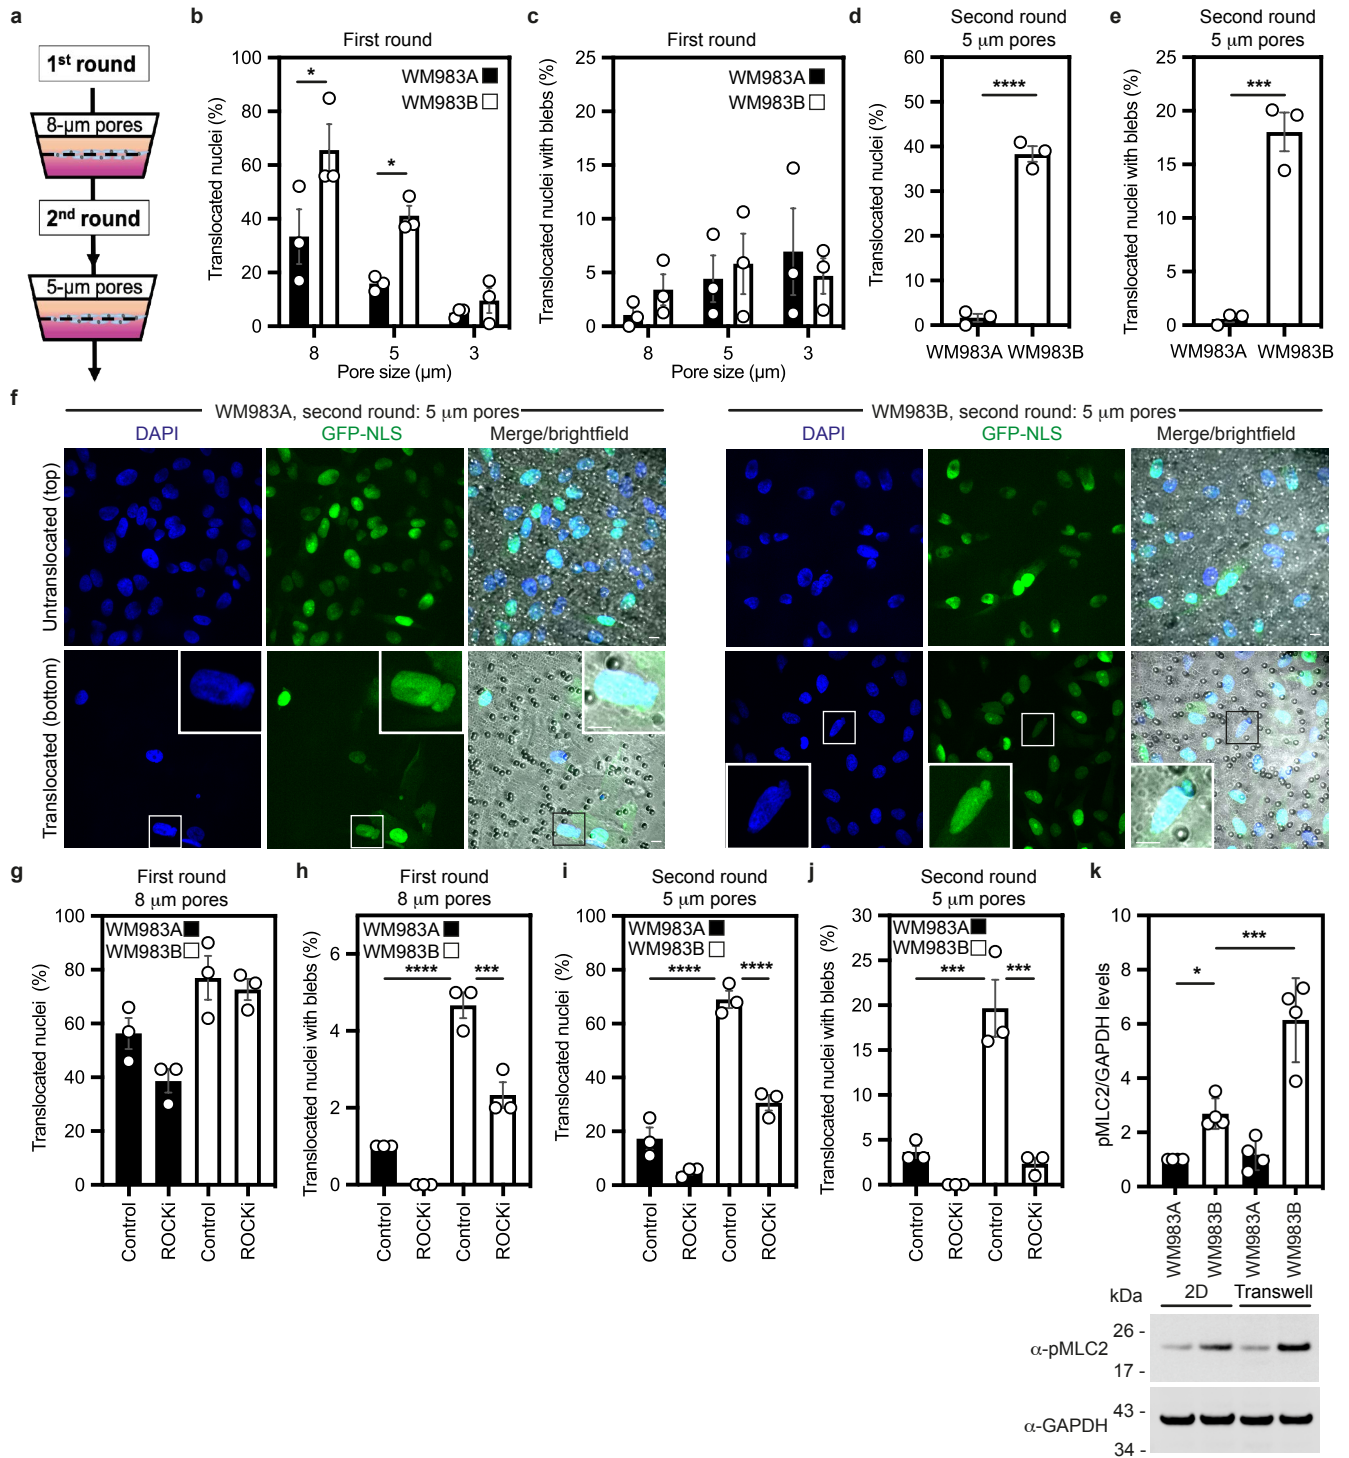 a
1st round
8-µm pores
2nd round
5-µm pores
b
First round
Translocated nuclei (%)
100
80
60
40
20
0
WM983A
WM983B
*
*
8
5
3
Pore size (µm)
c
First round
Translocated nuclei with blebs (%)
25
20
15
10
5
0
WM983A
WM983B
8
5
3
Pore size (µm)
d
Second round
5 µm pores
Translocated nuclei (%)
60
50
40
30
20
10
0
****
WM983A WM983B
e
Second round
5 µm pores
Translocated nuclei with blebs (%)
25
20
15
10
5
0
***
WM983A WM983B
f
WM983A, second round: 5 µm pores
DAPI
GFP-NLS
Merge/brightfield
WM983B, second round: 5 µm pores
DAPI
GFP-NLS
Merge/brightfield
Untranslocated (top)
Translocated (bottom)
g
First round
8 µm pores
Translocated nuclei (%)
100
80
60
40
20
0
WM983A
WM983B
Control
ROCKi
Control
ROCKi
h
First round
8 µm pores
Translocated nuclei with blebs (%)
6
4
2
0
WM983A
WM983B
****
***
Control
ROCKi
Control
ROCKi
i
Second round
5 µm pores
Translocated nuclei (%)
100
80
60
40
20
0
WM983A
WM983B
****
****
Control
ROCKi
Control
ROCKi
j
Second round
5 µm pores
Translocated nuclei with blebs (%)
30
25
20
15
10
5
0
WM983A
WM983B
***
***
Control
ROCKi
Control
ROCKi
k
pMLC2/GAPDH levels
10
8
6
4
2
0
*
***
WM983A
WM983B
WM983A
WM983B
kDa
2D
Transwell
26 -
α-pMLC2
17 -
43 -
α-GAPDH
34 -